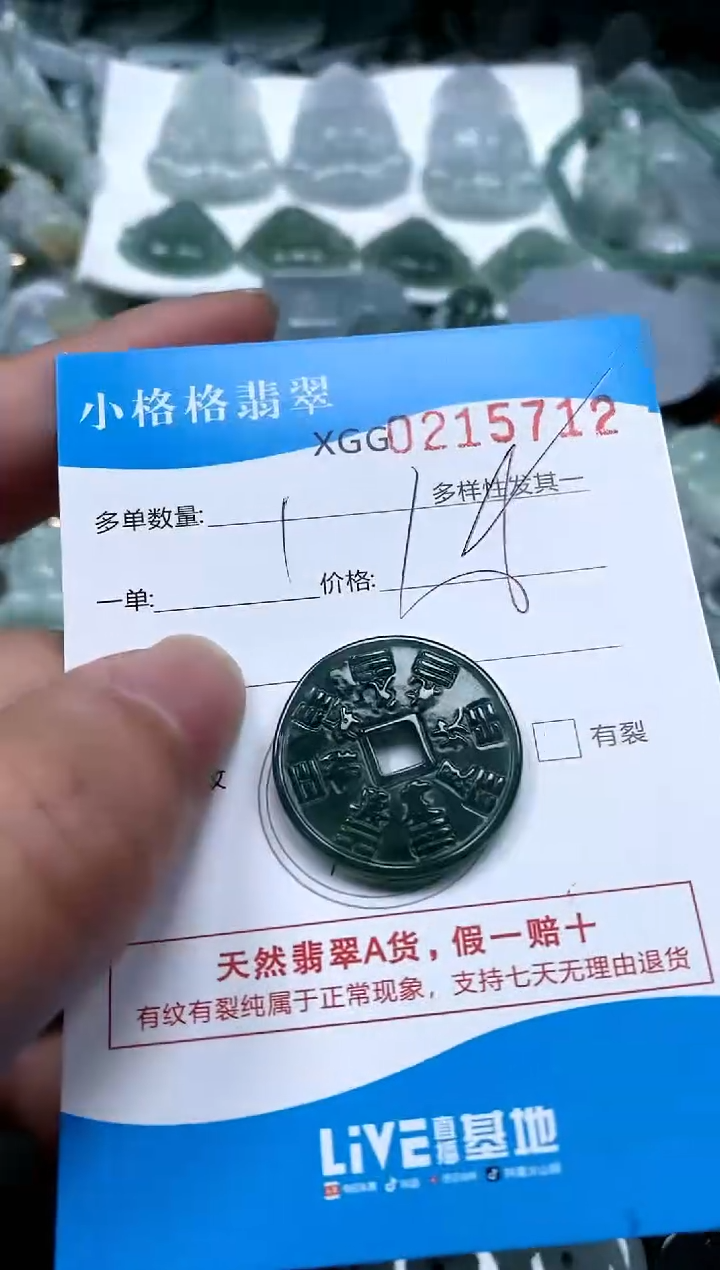 小格格翡翠
XGG0215712
多样性发其一
多单数量:
一单:
价格:
有裂
纹
天然翡翠A货，假一赔十
有纹有裂纯属于正常现象，支持七天无理由退货
LiVE直播基地